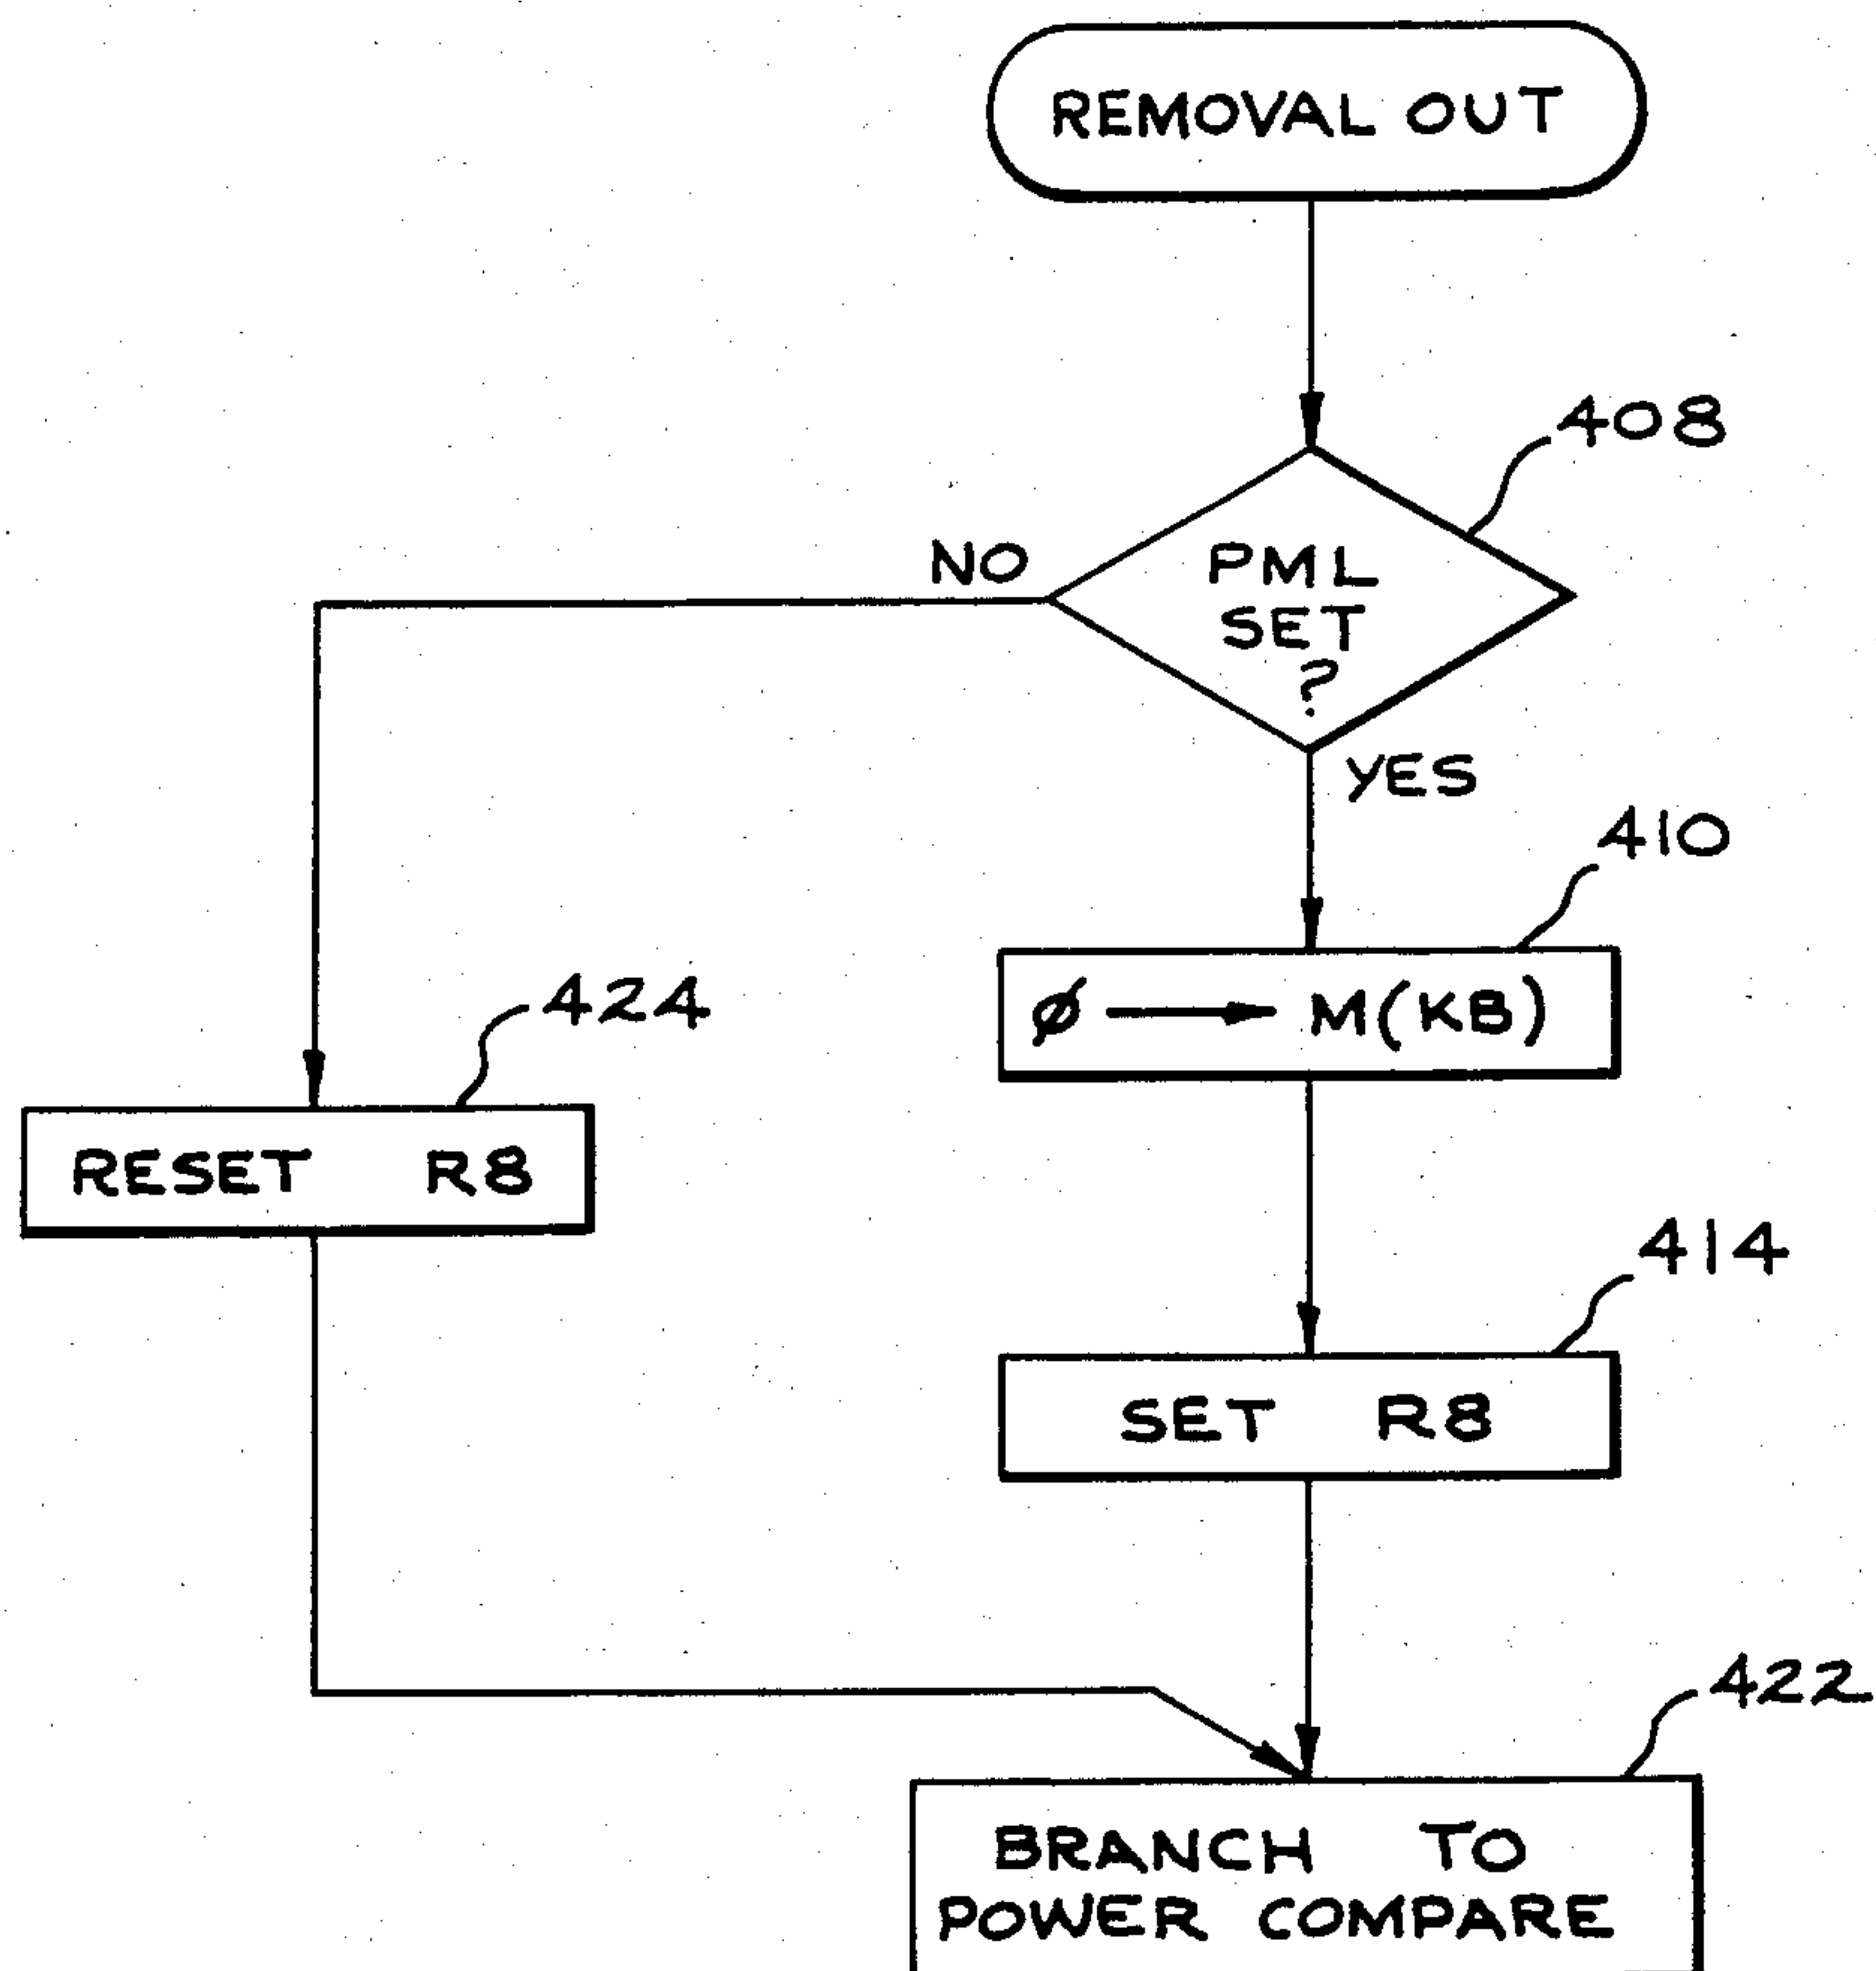 REMOVAL OUT
408
NO
PML
SET
?
YES
410
Ø → M(KB)
424
RESET R8
414
SET R8
422
BRANCH TO
POWER COMPARE